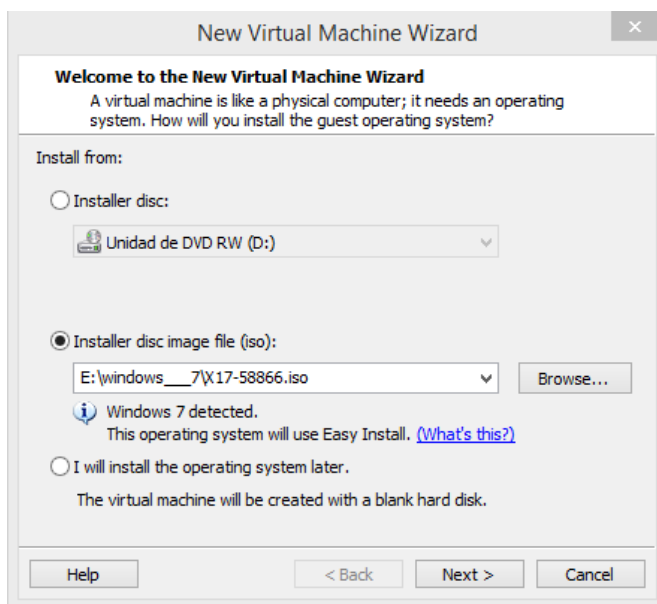 New Virtual Machine Wizard
Welcome to the New Virtual Machine Wizard
A virtual machine is like a physical computer; it needs an operating
system. How will you install the guest operating system?
Install from:
Installer disc:
Unidad de DVD RW (D:)
Installer disc image file (iso):
E:\windows___7\X17-58866.iso
Browse...
Windows 7 detected.
This operating system will use Easy Install. (What's this?)
I will install the operating system later.
The virtual machine will be created with a blank hard disk.
Help
< Back
Next >
Cancel